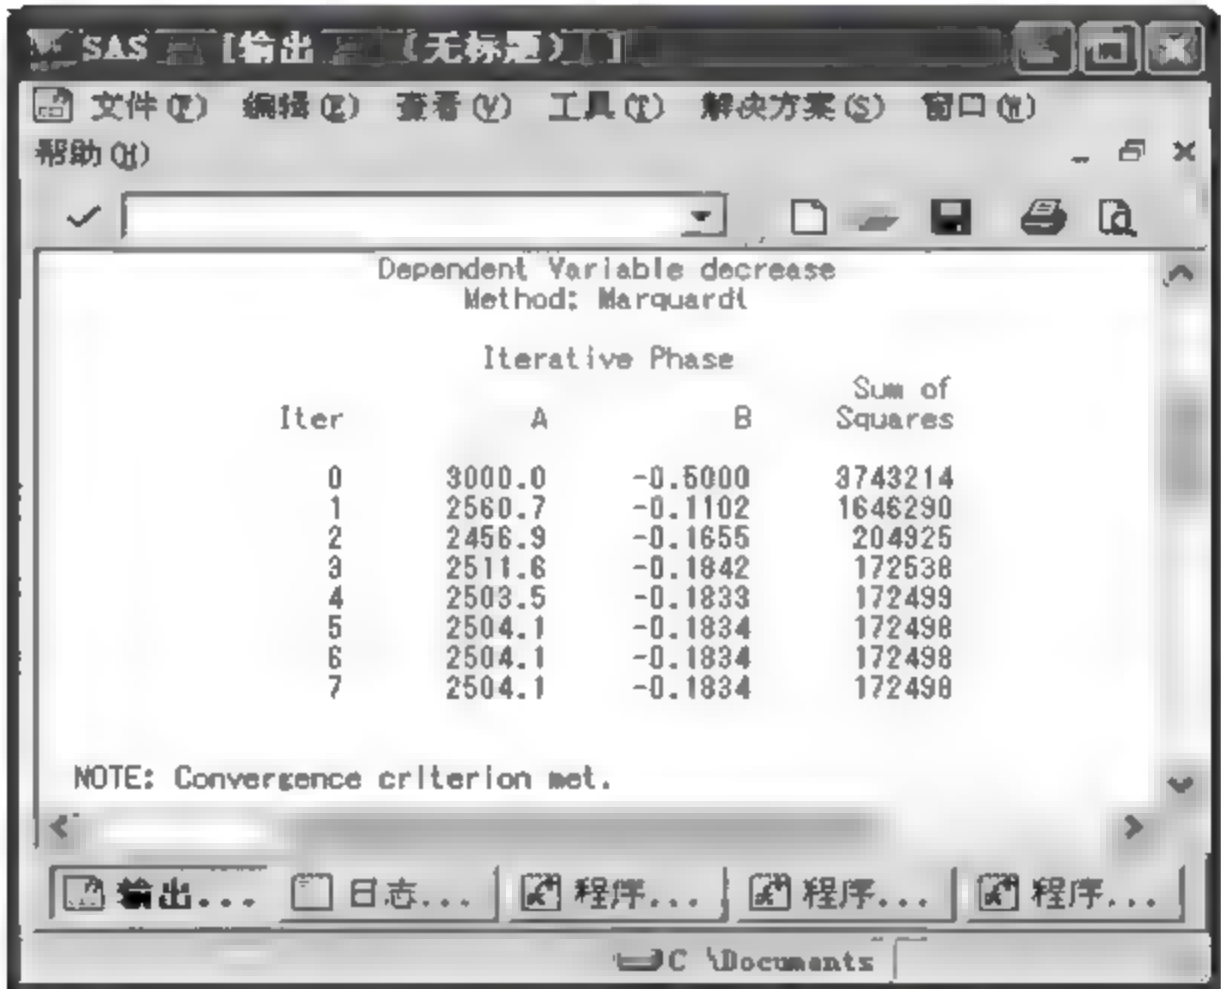 SAS [输出 (无标题)]
文件(F) 编辑(E) 查看(V) 工具(T) 解决方案(S) 窗口(W)
帮助(H)
Dependent Variable decrease
Method: Marquardt
Iterative Phase
Sum of
Iter A B Squares
0 3000.0 -0.5000 3743214
1 2560.7 -0.1102 1646290
2 2456.9 -0.1655 204925
3 2511.6 -0.1842 172538
4 2503.5 -0.1833 172499
5 2504.1 -0.1834 172498
6 2504.1 -0.1834 172498
7 2504.1 -0.1834 172498
NOTE: Convergence criterion met.
输出... 日志... 程序... 程序... 程序...
C \Documents